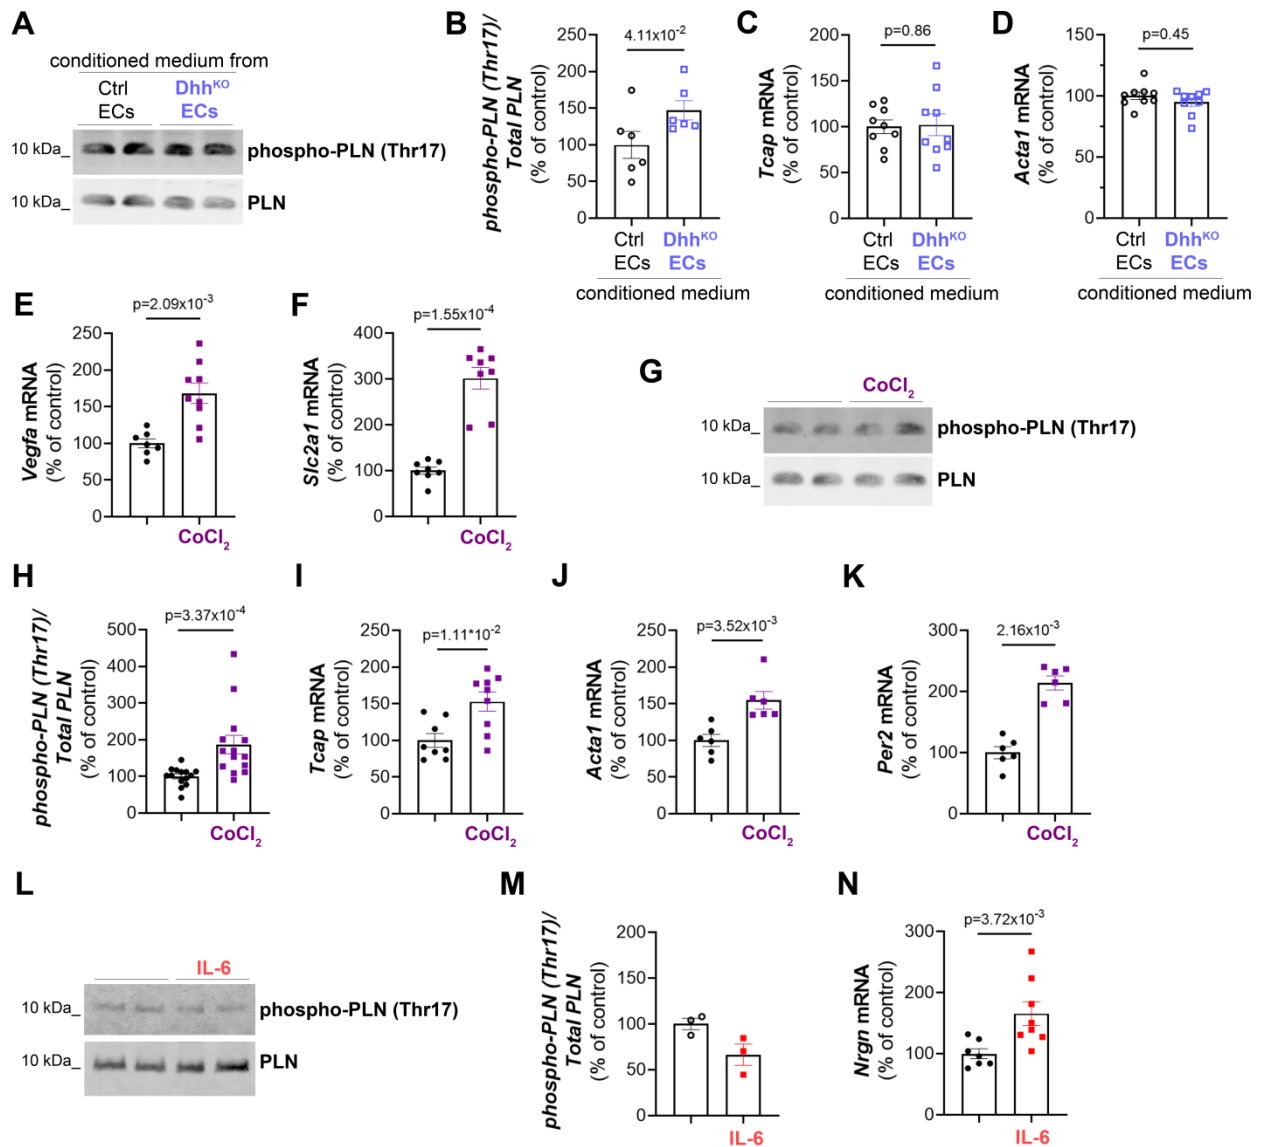 A
conditioned medium from
Ctrl ECs
Dhh^KO ECs
10 kDa_
phospho-PLN (Thr17)
10 kDa_
PLN
B
phospho-PLN (Thr17)/
Total PLN
(% of control)
250
200
150
100
50
0
4.11x10^-2
Ctrl ECs
Dhh^KO ECs
conditioned medium
C
Tcap mRNA
(% of control)
200
150
100
50
0
p=0.86
Ctrl ECs
Dhh^KO ECs
conditioned medium
D
Acta1 mRNA
(% of control)
150
100
50
0
p=0.45
Ctrl ECs
Dhh^KO ECs
conditioned medium
E
Vegfa mRNA
(% of control)
250
200
150
100
50
0
p=2.09x10^-3
CoCl2
F
Slc2a1 mRNA
(% of control)
400
300
200
100
0
p=1.55x10^-4
CoCl2
G
CoCl2
10 kDa_
phospho-PLN (Thr17)
10 kDa_
PLN
H
phospho-PLN (Thr17)/
Total PLN
(% of control)
500
400
300
200
100
0
p=3.37x10^-4
CoCl2
I
Tcap mRNA
(% of control)
250
200
150
100
50
0
p=1.11*10^-2
CoCl2
J
Acta1 mRNA
(% of control)
250
200
150
100
50
0
p=3.52x10^-3
CoCl2
K
Per2 mRNA
(% of control)
300
200
100
0
2.16x10^-3
CoCl2
L
IL-6
10 kDa_
phospho-PLN (Thr17)
10 kDa_
PLN
M
phospho-PLN (Thr17)/
Total PLN
(% of control)
200
150
100
50
0
IL-6
N
Nrgn mRNA
(% of control)
300
200
100
0
p=3.72x10^-3
IL-6